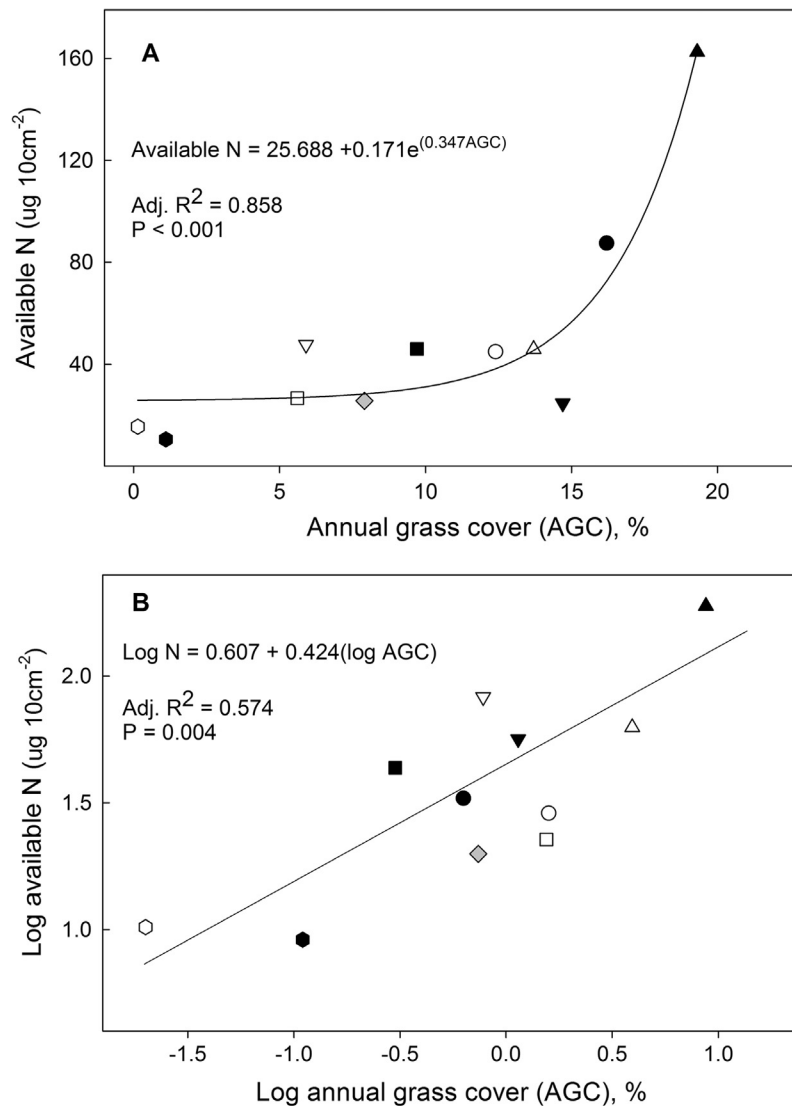 A
Available N = 25.688 +0.171e^(0.347AGC)
Adj. R² = 0.858
P < 0.001
Available N (ug 10cm⁻²)
160
120
80
40
0 5 10 15 20
Annual grass cover (AGC), %
B
Log N = 0.607 + 0.424(log AGC)
Adj. R² = 0.574
P = 0.004
Log available N (ug 10cm⁻²)
2.0
1.5
1.0
-1.5 -1.0 -0.5 0.0 0.5 1.0
Log annual grass cover (AGC), %